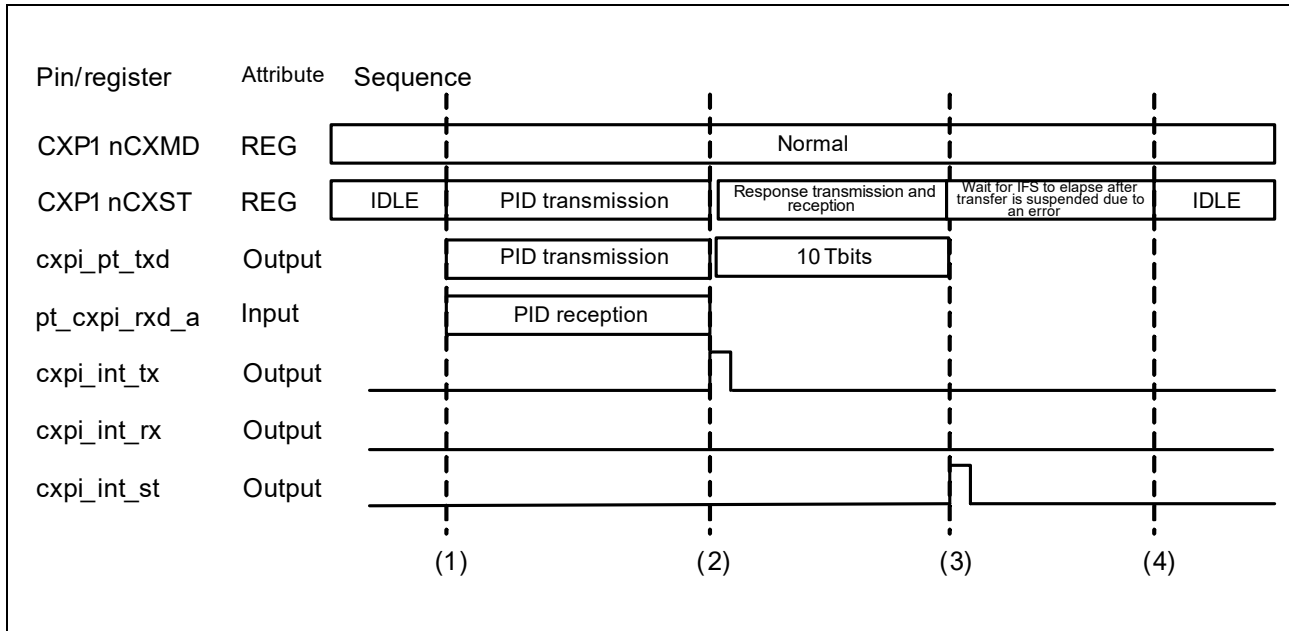 Pin/register Attribute Sequence
CXP1 nCXMD REG Normal
CXP1 nCXST REG IDLE PID transmission Response transmission and
reception Wait for IFS to elapse after
transfer is suspended due to
an error IDLE
cxpi_pt_txd Output PID transmission 10 Tbits
pt_cxpi_rxd_a Input PID reception
cxpi_int_tx Output
cxpi_int_rx Output
cxpi_int_st Output
(1) (2) (3) (4)